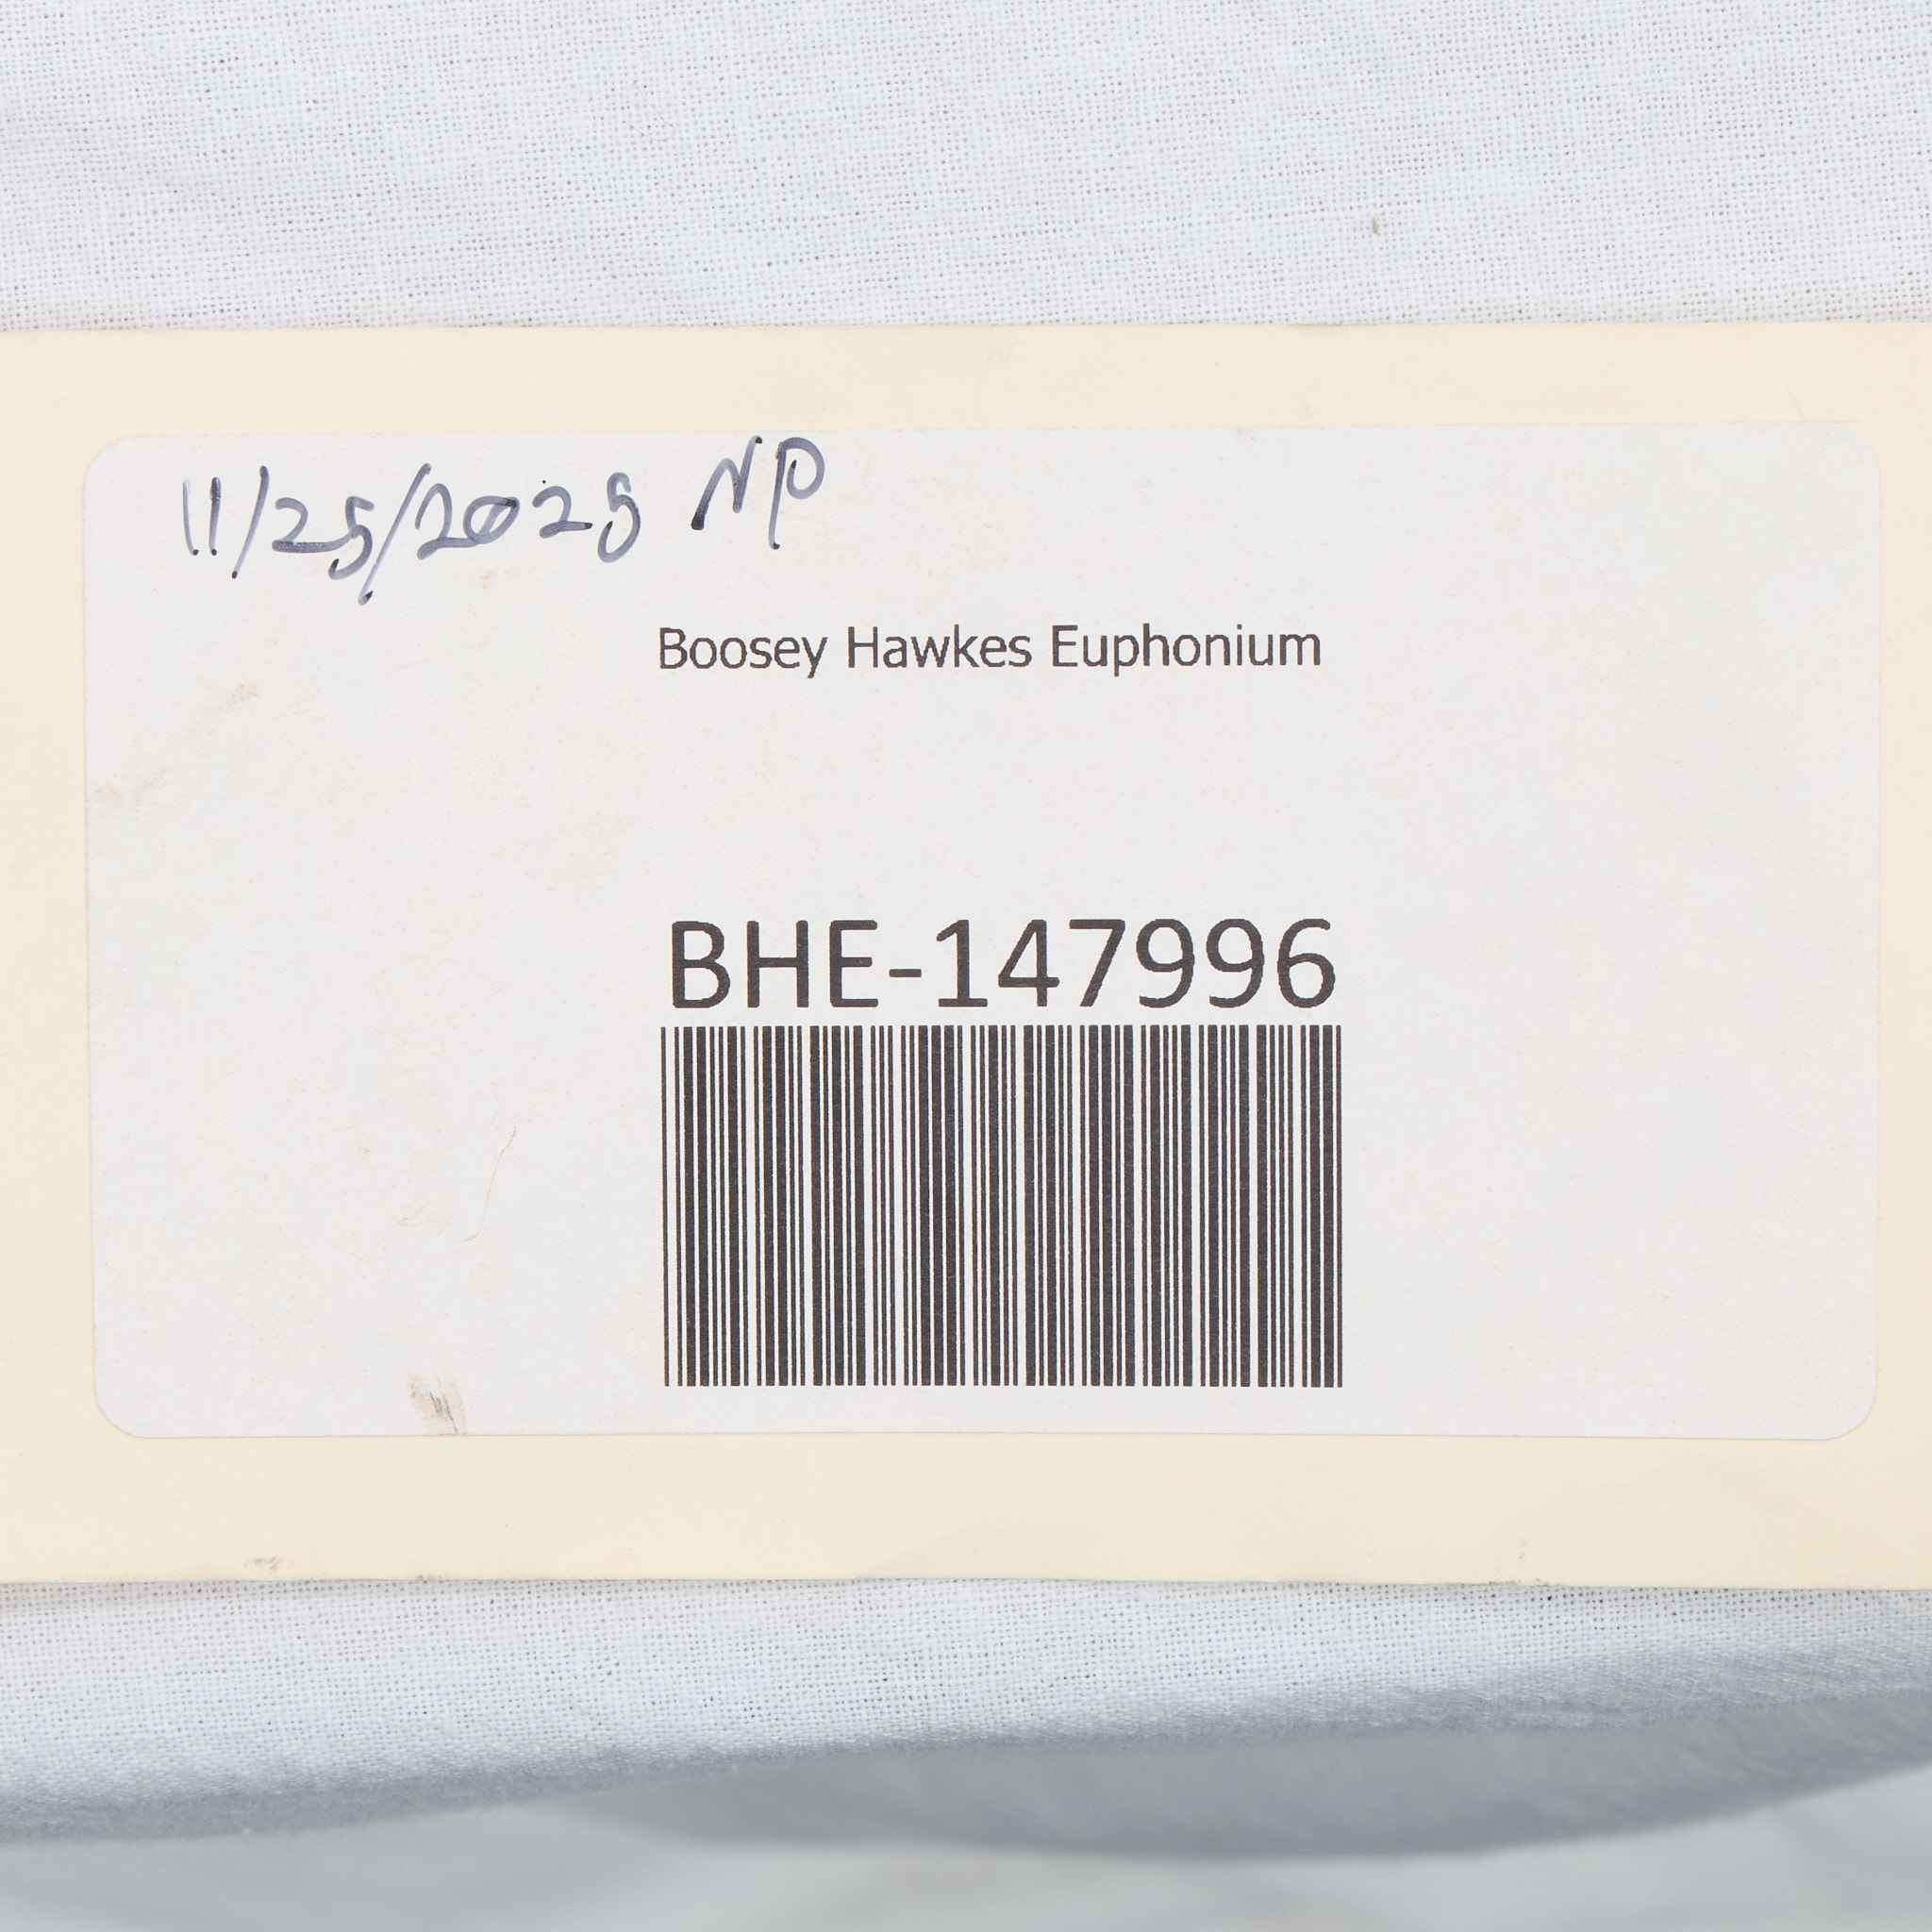 11/25/2025 NP
Boosey Hawkes Euphonium
BHE-147996